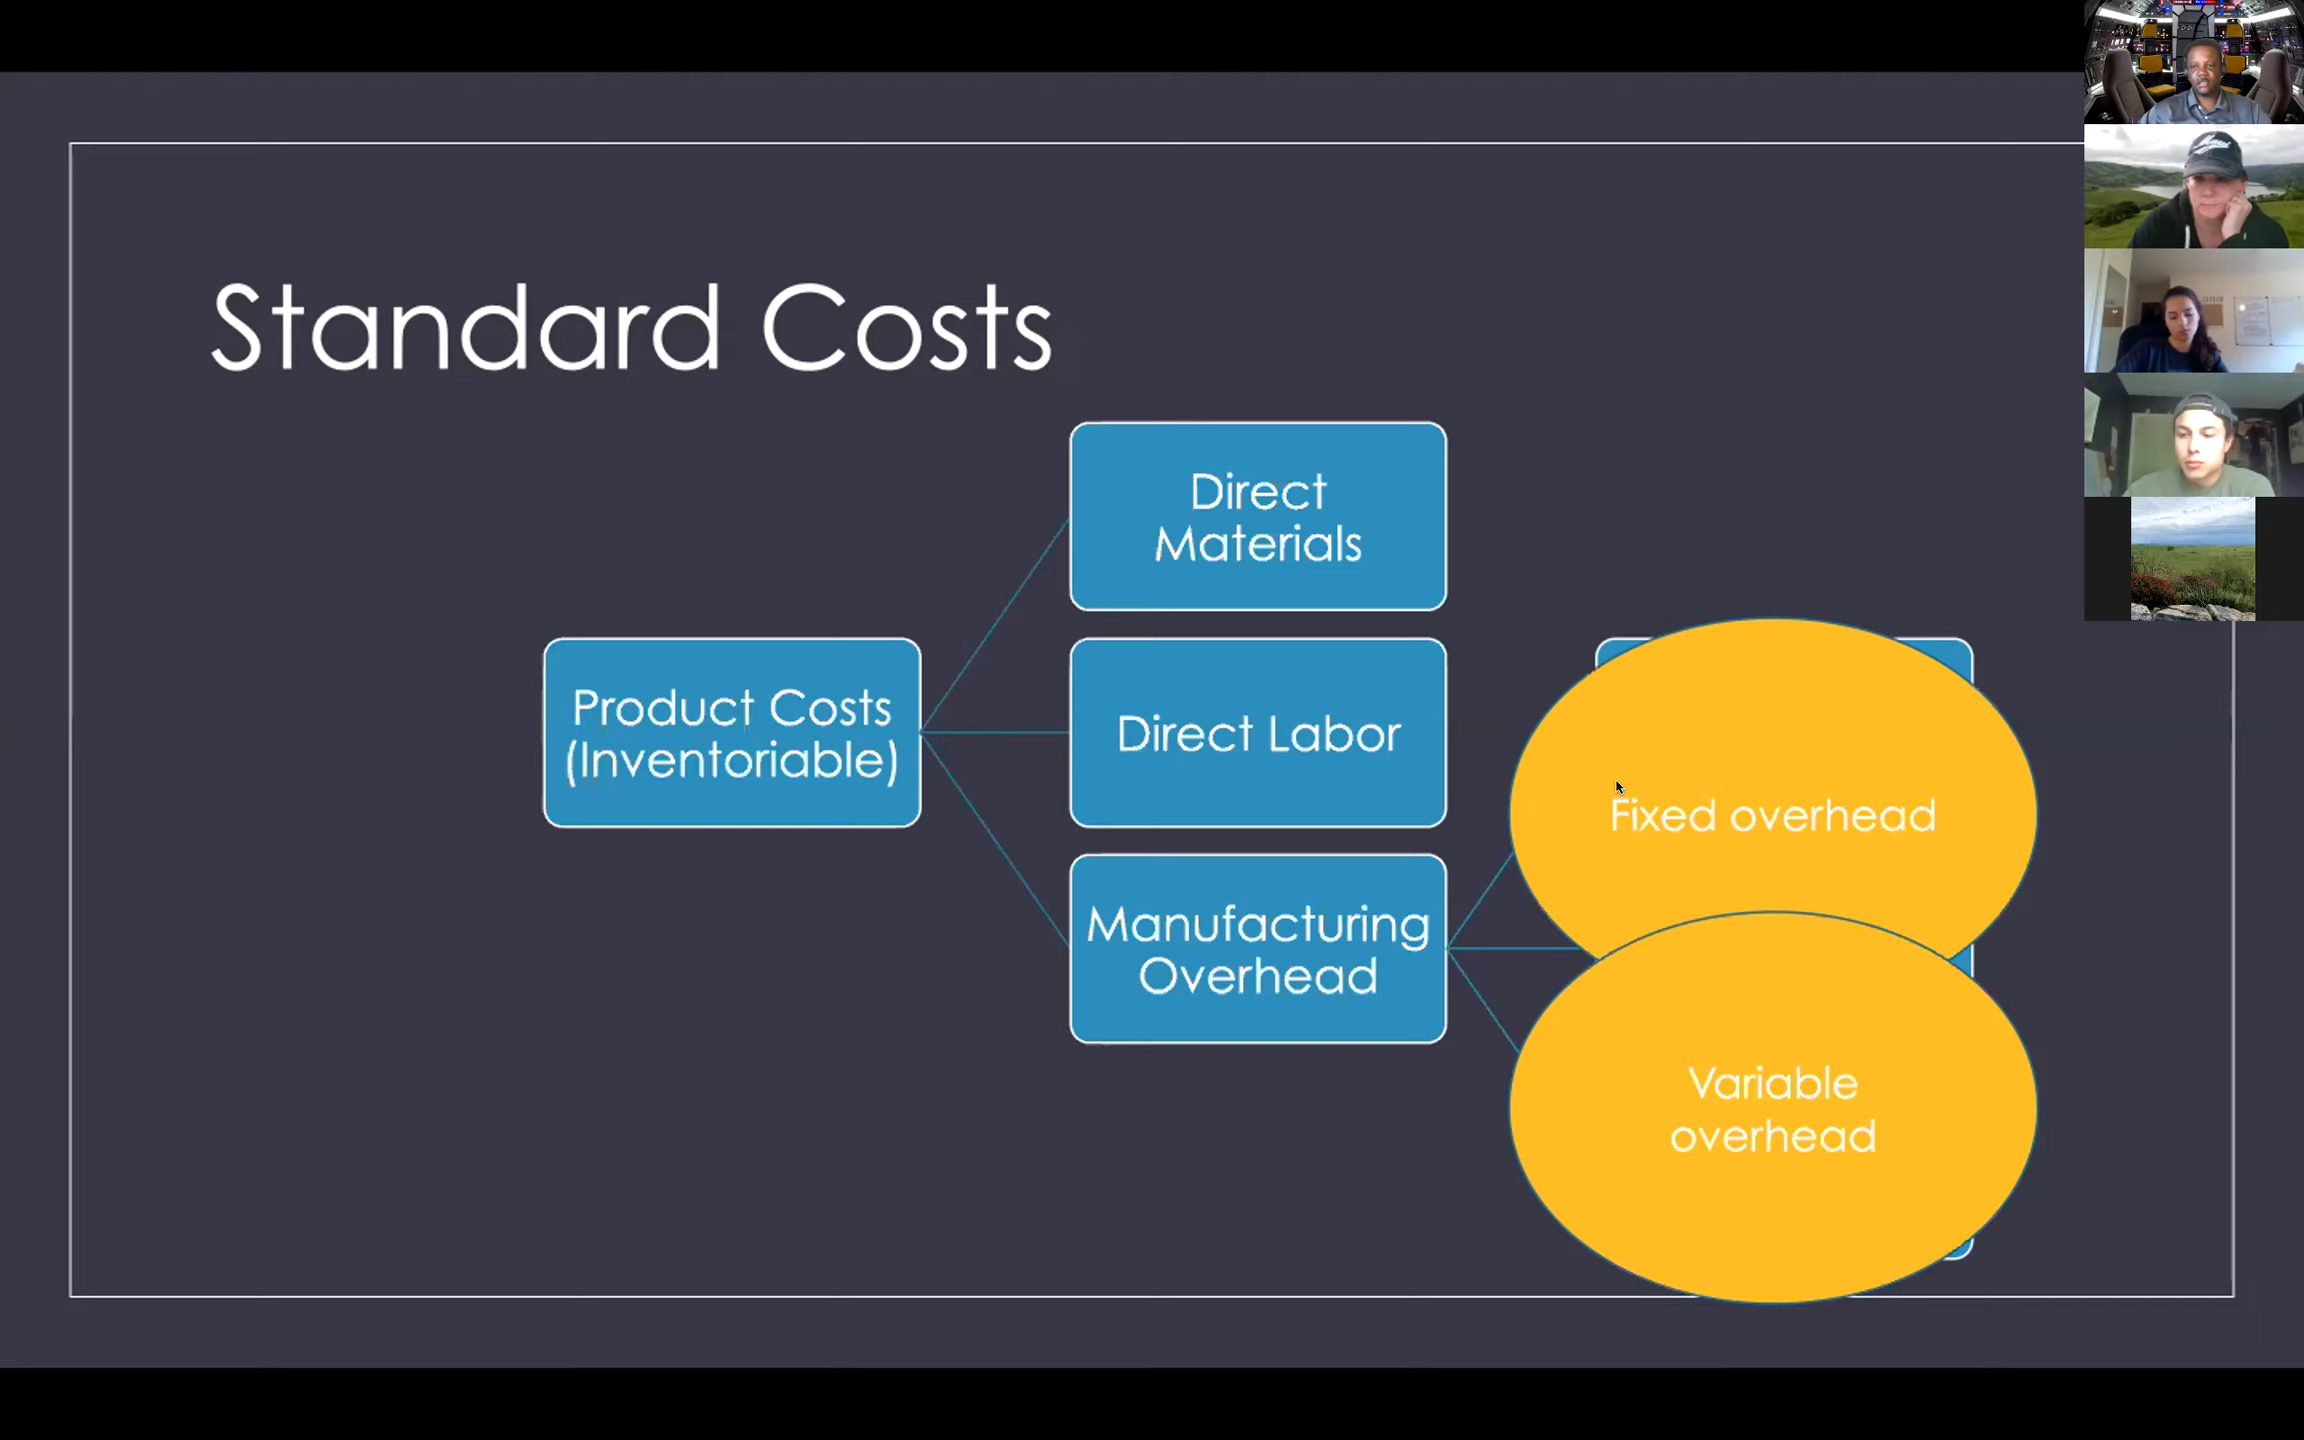 Standard Costs
Direct
Materials
Product Costs
(Inventoriable)
Direct Labor
Fixed overhead
Manufacturing
Overhead
Variable
overhead